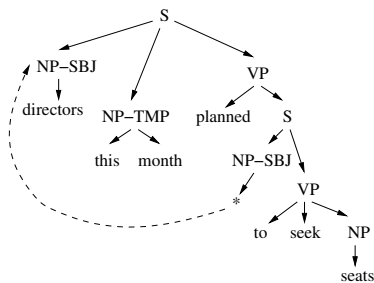 S
NP–SBJ
VP
directors
NP–TMP
planned
S
this month
NP–SBJ
*
VP
to seek NP
seats